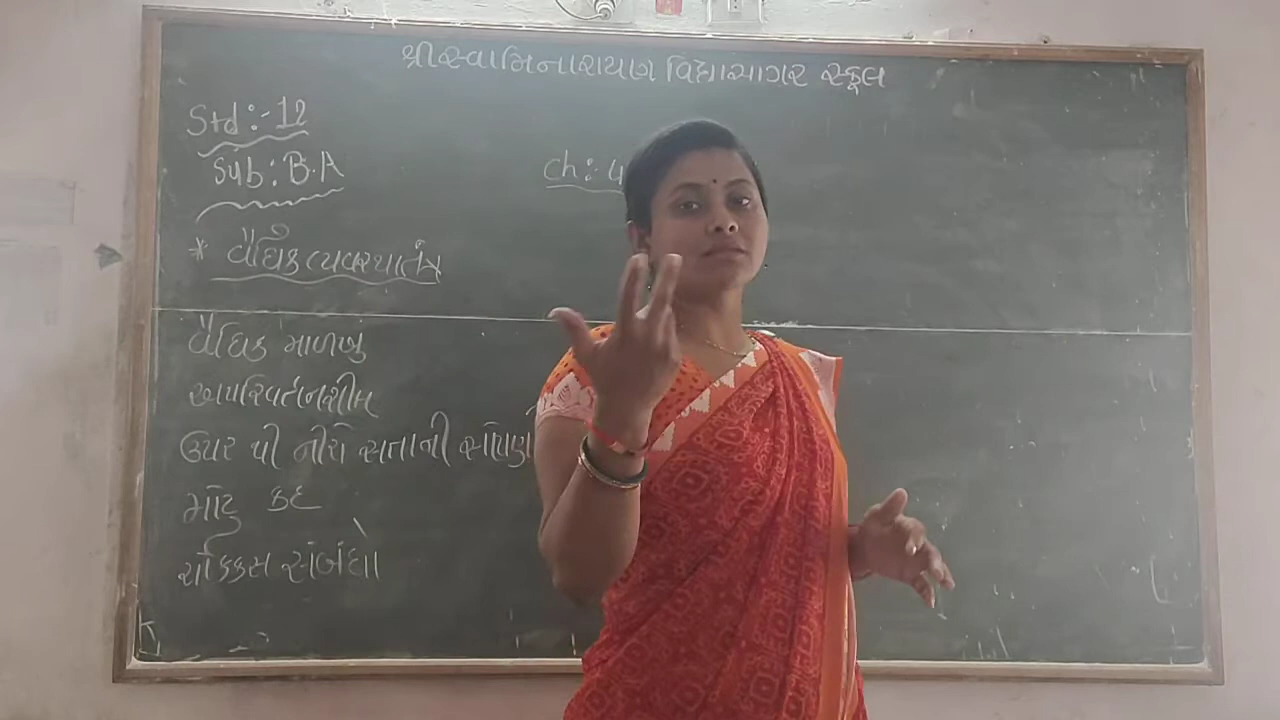 શ્રી સ્વામિનારાયણ વિદ્યાસાગર સ્કૂલ
Std :- 12
Sub : B.A
ch :- 4
* વૈધિક વ્યવસ્થાતંત્ર
વૈધિક માળખું
અપરિવર્તનશીલ
ઉપર થી નીચે સત્તાની સોંપણ
મોટુ કદ
ચોક્કસ સંબંધો